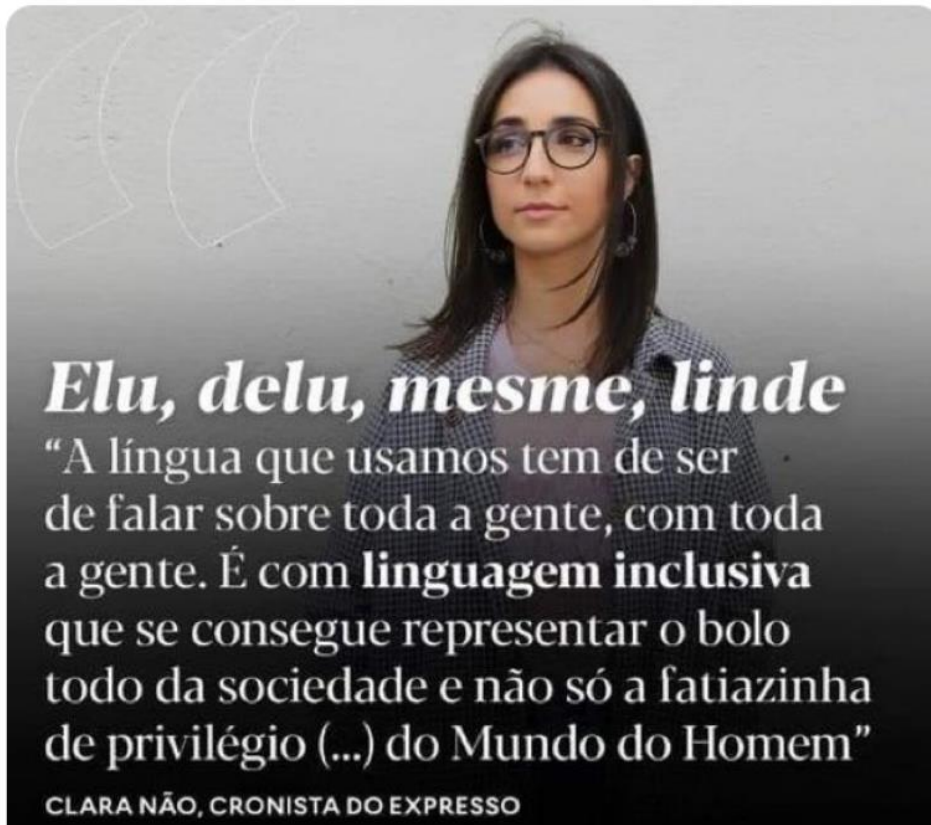 Elu, delu, mesme, linde
“A língua que usamos tem de ser
de falar sobre toda a gente, com toda
a gente. É com linguagem inclusiva
que se consegue representar o bolo
todo da sociedade e não só a fatiazinha
de privilégio (...) do Mundo do Homem”
CLARA NÃO, CRONISTA DO EXPRESSO